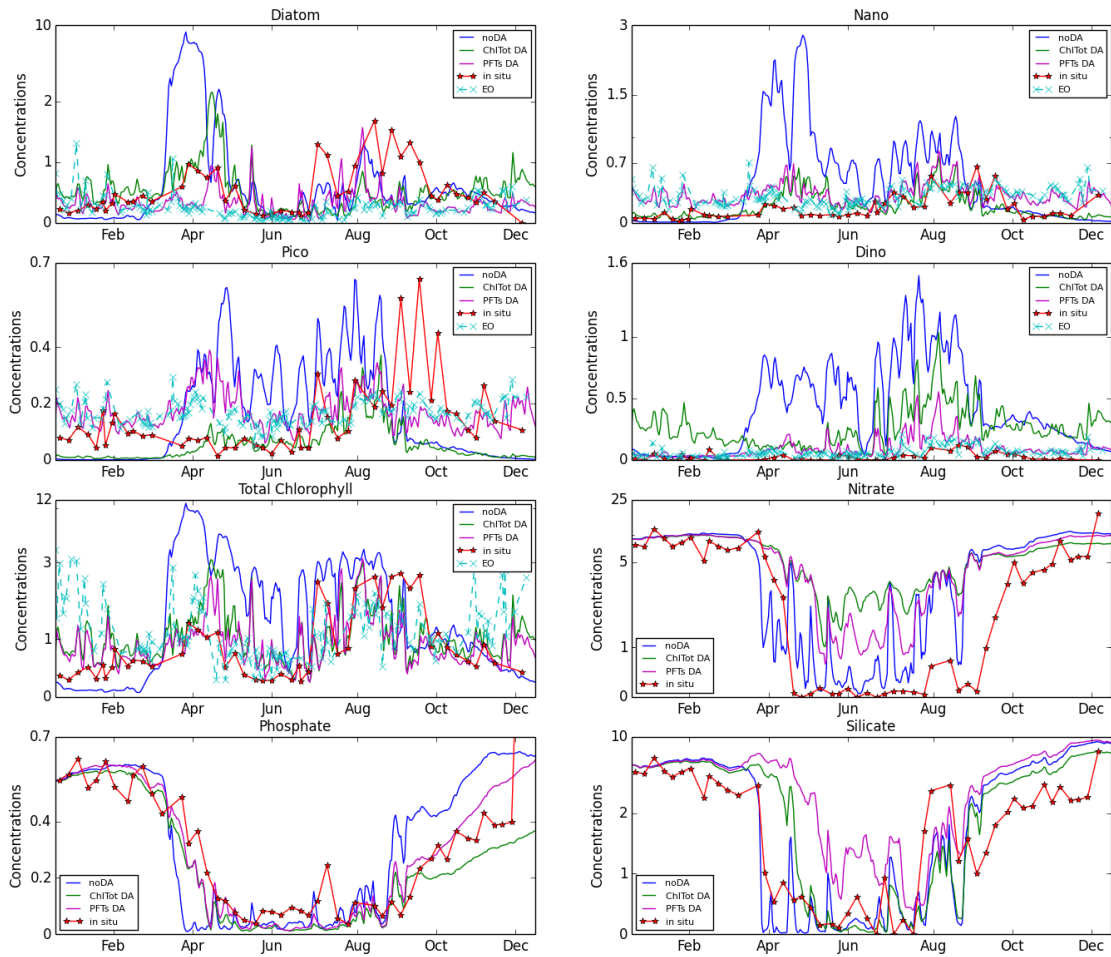 Diatom
Concentrations
10
2
1
0
noDA
ChlTot DA
PFTs DA
in situ
EO
Feb Apr Jun Aug Oct Dec
Nano
Concentrations
3
1.5
0.7
0
noDA
ChlTot DA
PFTs DA
in situ
EO
Feb Apr Jun Aug Oct Dec
Pico
Concentrations
0.7
0.4
0.2
0
noDA
ChlTot DA
PFTs DA
in situ
EO
Feb Apr Jun Aug Oct Dec
Dino
Concentrations
1.6
1
0.5
0
noDA
ChlTot DA
PFTs DA
in situ
EO
Feb Apr Jun Aug Oct Dec
Total Chlorophyll
Concentrations
12
3
1
0
noDA
ChlTot DA
PFTs DA
in situ
EO
Feb Apr Jun Aug Oct Dec
Nitrate
Concentrations
25
5
1
0
noDA
ChlTot DA
PFTs DA
in situ
Feb Apr Jun Aug Oct Dec
Phosphate
Concentrations
0.7
0.4
0.2
0
noDA
ChlTot DA
PFTs DA
in situ
Feb Apr Jun Aug Oct Dec
Silicate
Concentrations
10
2
1
0
noDA
ChlTot DA
PFTs DA
in situ
Feb Apr Jun Aug Oct Dec